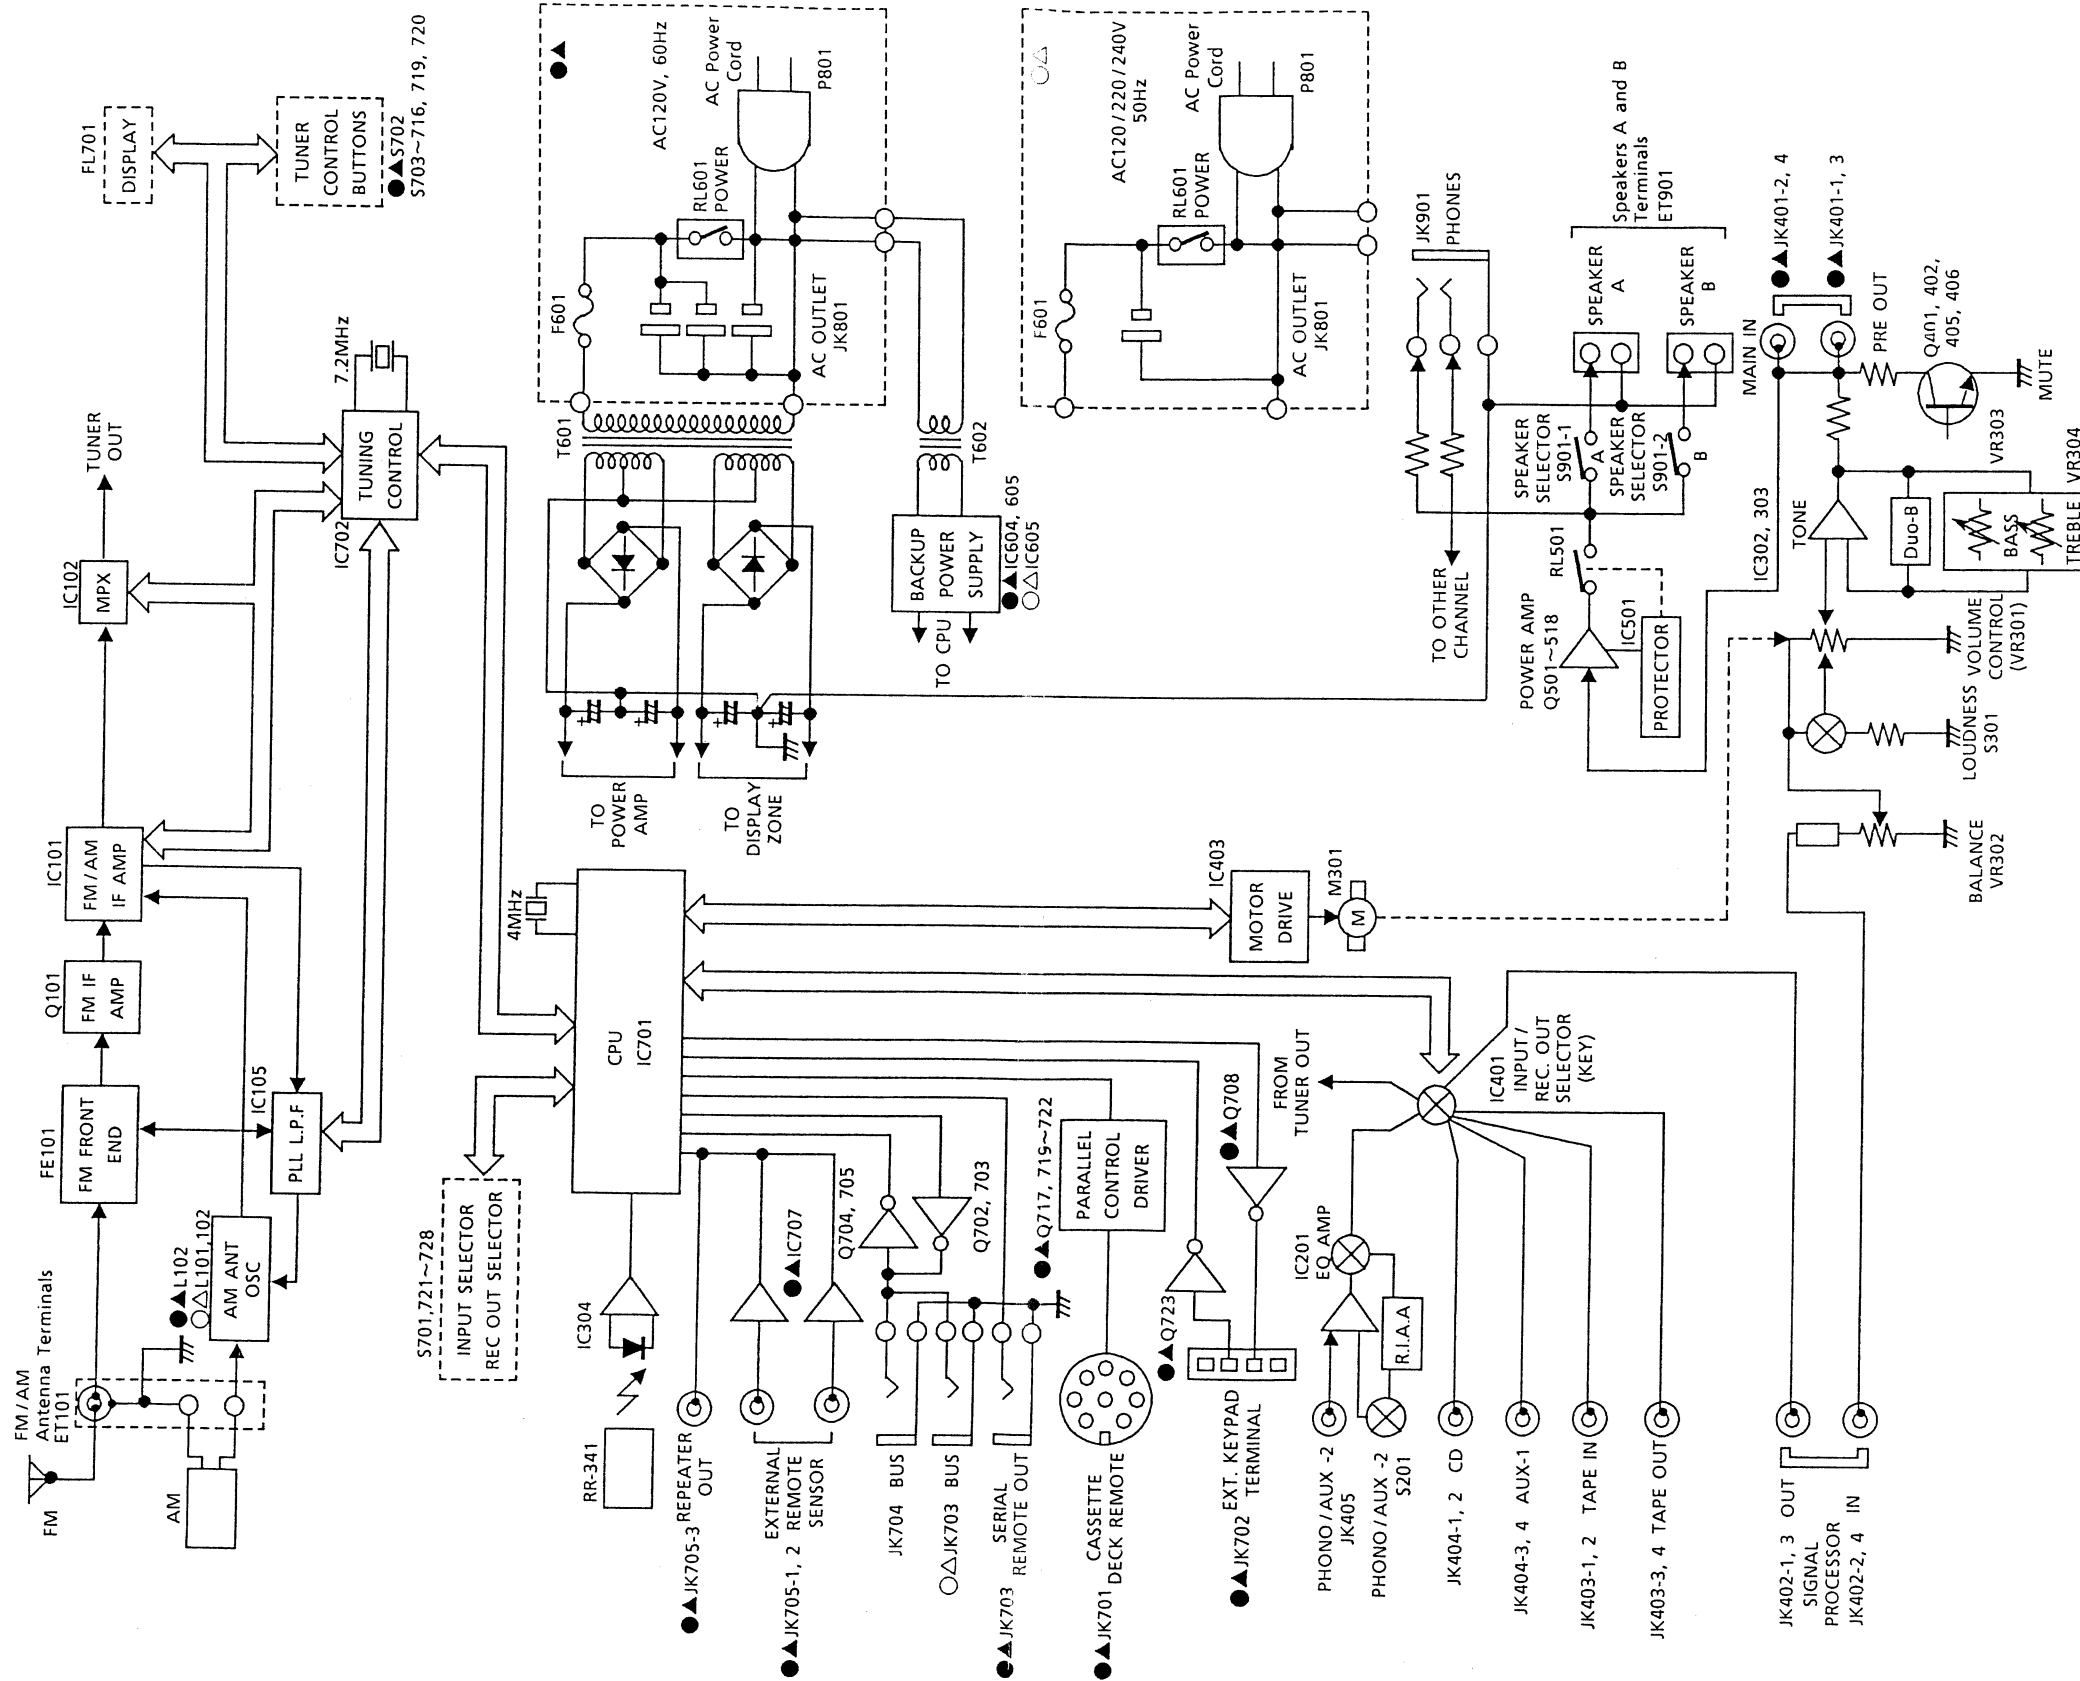 FM/AM
Antenna Terminals
ET101
FM
AM
FE101
FM FRONT
END
Q101
FM IF
AMP
IC101
FM/AM
IF AMP
IC102
MPX
TUNER
OUT
FL701
DISPLAY
TUNER
CONTROL
BUTTONS
●▲S702
S703~716, 719, 720
●▲L102
○△L101,102
AM ANT
OSC
IC105
PLL L.P.F
IC702
TUNING
CONTROL
7.2MHz
S701,721~728
INPUT SELECTOR
REC OUT SELECTOR
4MHz
CPU
IC701
IC304
RR-341
●▲JK705-3
REPEATER
OUT
●▲JK705-1, 2
EXTERNAL
REMOTE
SENSOR
●▲IC707
Q704, 705
Q702, 703
JK704 BUS
○△JK703 BUS
●▲JK703
SERIAL
REMOTE OUT
●▲Q717, 719~722
PARALLEL
CONTROL
DRIVER
●▲JK701
CASSETTE
DECK REMOTE
●▲Q723
●▲Q708
●▲JK702
EXT. KEYPAD
TERMINAL
TO
POWER
AMP
TO
DISPLAY
ZONE
T601
F601
RL601
POWER
●▲
AC120V, 60Hz
AC Power
Cord
P801
AC OUTLET
JK801
T602
BACKUP
POWER
SUPPLY
●▲IC604, 605
○△IC605
TO CPU
F601
RL601
POWER
○△
AC120/220/240V
50Hz
AC Power
Cord
P801
AC OUTLET
JK801
IC403
MOTOR
DRIVE
M301
M
PHONO/AUX -2
JK405
PHONO/AUX -2
S201
IC201
EQ AMP
R.I.A.A
FROM
TUNER OUT
IC401
INPUT/
REC. OUT
SELECTOR
(KEY)
JK404-1, 2 CD
JK404-3, 4 AUX-1
JK403-1, 2 TAPE IN
JK403-3, 4 TAPE OUT
JK402-1, 3 OUT
SIGNAL
PROCESSOR
JK402-2, 4 IN
TO OTHER
CHANNEL
JK901
PHONES
POWER AMP
Q501~518
RL501
IC501
PROTECTOR
SPEAKER
SELECTOR
S901-1
A
SPEAKER
SELECTOR
S901-2
B
SPEAKER
A
SPEAKER
B
Speakers A and B
Terminals
ET901
BALANCE
VR302
LOUDNESS
S301
VOLUME
CONTROL
(VR301)
IC302, 303
TONE
Duo-B
BASS
VR303
TREBLE VR304
MAIN IN
●▲JK401-2, 4
●▲JK401-1, 3
PRE OUT
Q401, 402,
405, 406
MUTE